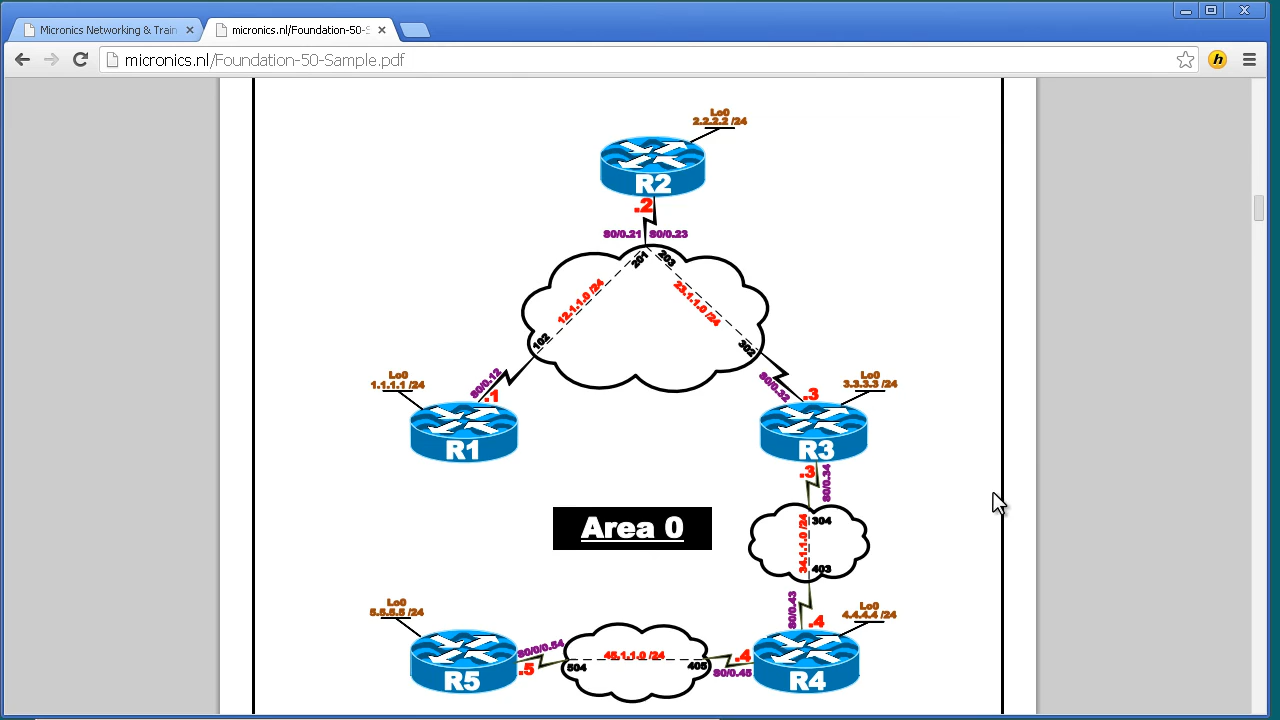 Micronics Networking & Train
micronics.nl/Foundation-50-S
micronics.nl/Foundation-50-Sample.pdf
h
Lo0
2.2.2.2 /24
R2
.2
S0/0.21
S0/0.23
201
203
12.1.1.0 /24
23.1.1.0 /24
102
302
S0/0.12
S0/0.32
Lo0
1.1.1.1 /24
.1
.3
Lo0
3.3.3.3 /24
R1
R3
.3
S0/0.34
Area 0
304
34.1.1.0 /24
403
S0/0.43
.4
Lo0
5.5.5.5 /24
Lo0
4.4.4.4 /24
R5
S0/0/0.54
.5
504
45.1.1.0 /24
405
.4
S0/0.45
R4